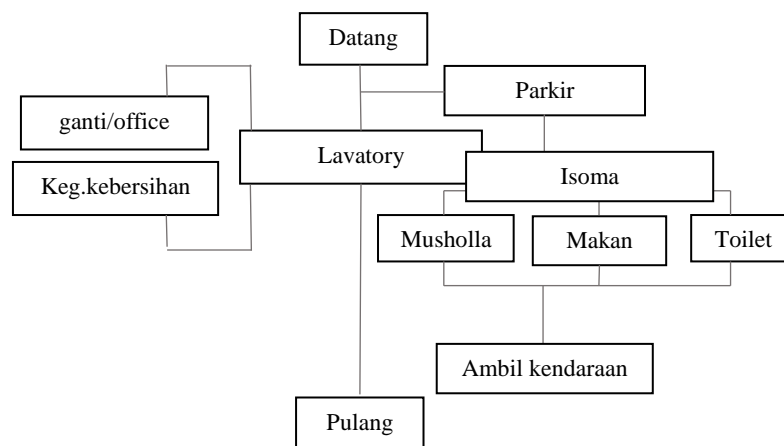 Datang
Parkir
ganti/office
Lavatory
Isoma
Keg.kebersihan
Musholla
Makan
Toilet
Ambil kendaraan
Pulang